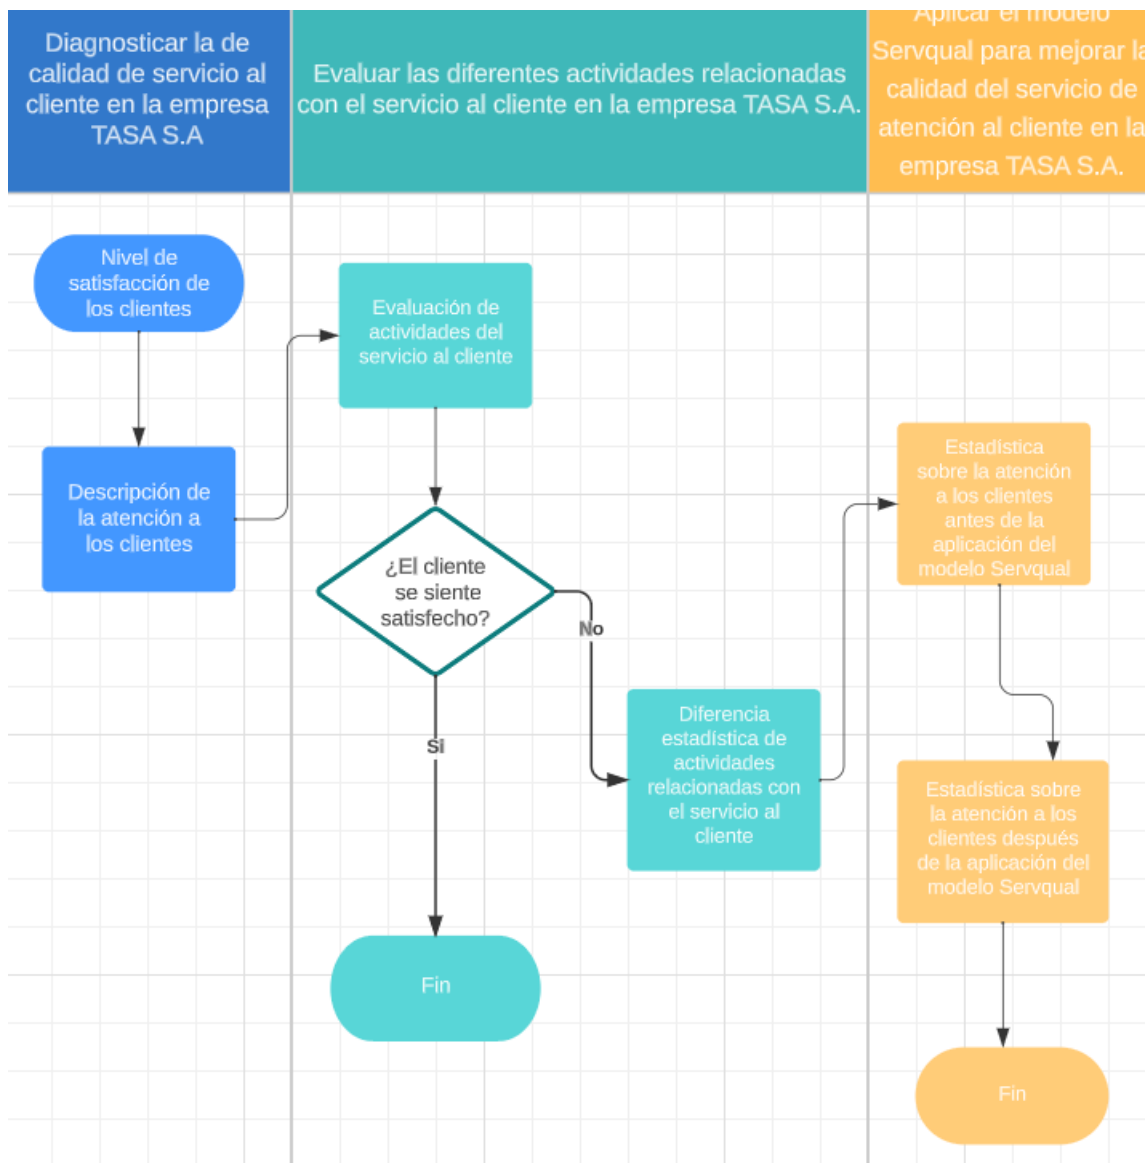 Diagnosticar la de
calidad de servicio al
cliente en la empresa
TASA S.A
Evaluar las diferentes actividades relacionadas
con el servicio al cliente en la empresa TASA S.A.
Aplicar el modelo
Servqual para mejorar la
calidad del servicio de
atención al cliente en la
empresa TASA S.A.
Nivel de
satisfacción de
los clientes
Descripción de
la atención a
los clientes
Evaluación de
actividades del
servicio al cliente
¿El cliente
se siente
satisfecho?
No
Si
Diferencia
estadística de
actividades
relacionadas con
el servicio al
cliente
Fin
Estadística
sobre la atención
a los clientes
antes de la
aplicación del
modelo Servqual
Estadística sobre
la atención a los
clientes después
de la aplicación del
modelo Servqual
Fin